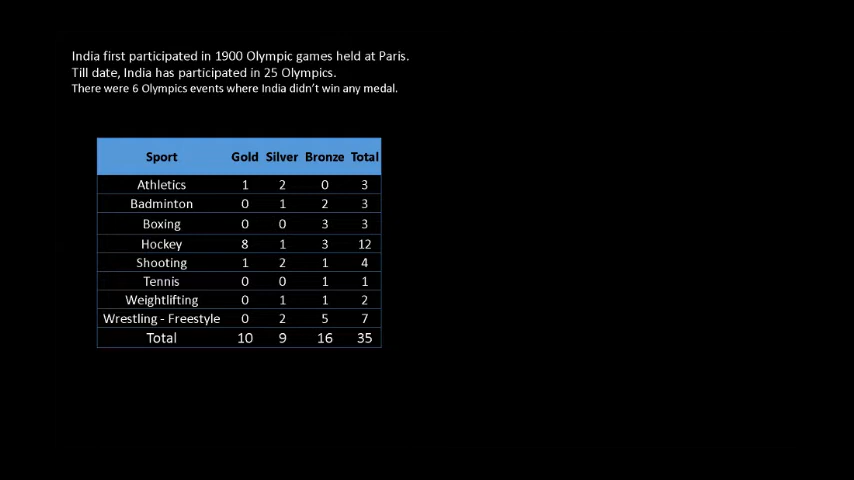 India first participated in 1900 Olympic games held at Paris.
Till date, India has participated in 25 Olympics.
There were 6 Olympics events where India didn't win any medal.
Sport Gold Silver Bronze Total
Athletics 1 2 0 3
Badminton 0 1 2 3
Boxing 0 0 3 3
Hockey 8 1 3 12
Shooting 1 2 1 4
Tennis 0 0 1 1
Weightlifting 0 1 1 2
Wrestling - Freestyle 0 2 5 7
Total 10 9 16 35